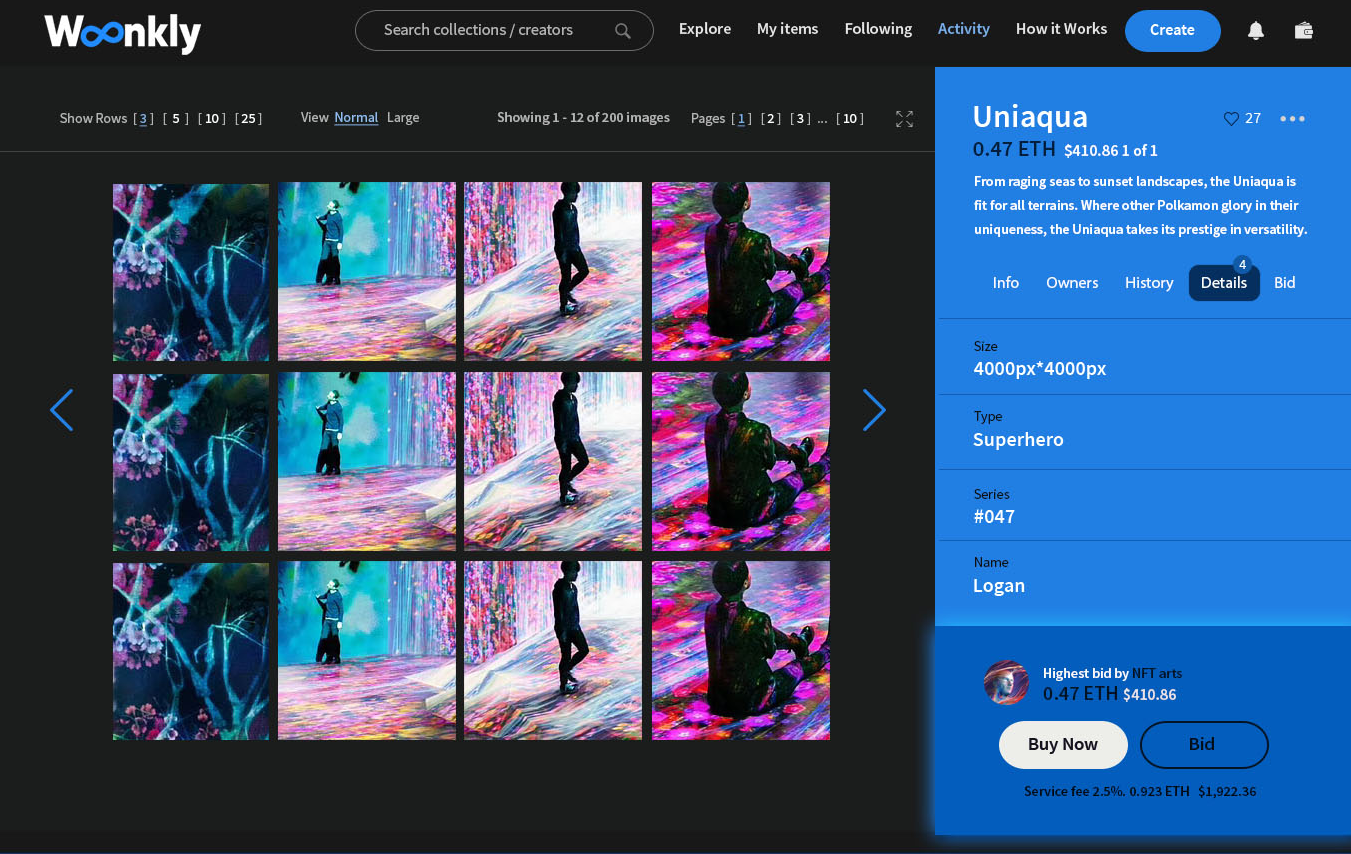 Woonkly
Search collections / creators
Explore My items Following Activity How it Works Create
Show Rows [ 3 ] [ 5 ] [ 10 ] [ 25 ] View Normal Large Showing 1 - 12 of 200 images Pages [ 1 ] [ 2 ] [ 3 ] ... [ 10 ]
Uniaqua
27
0.47 ETH $410.86 1 of 1
From raging seas to sunset landscapes, the Uniaqua is
fit for all terrains. Where other Polkamon glory in their
uniqueness, the Uniaqua takes its prestige in versatility.
Info Owners History Details 4 Bid
Size
4000px*4000px
Type
Superhero
Series
#047
Name
Logan
Highest bid by NFT arts
0.47 ETH $410.86
Buy Now Bid
Service fee 2.5%. 0.923 ETH $1,922.36